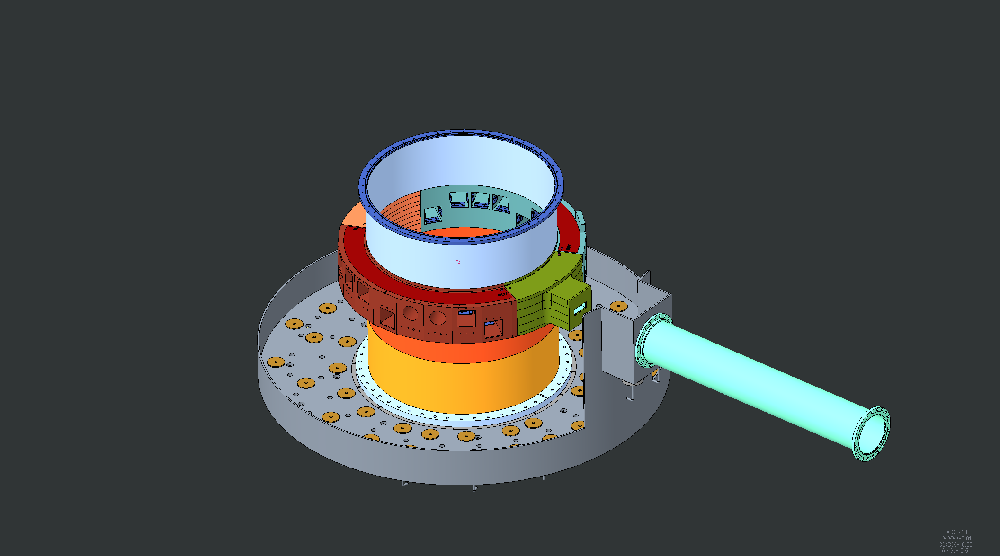 OUT
OUT
X.X+-0.1
X.XX+-0.01
X.XXX+-0.001
ANG.+-0.5